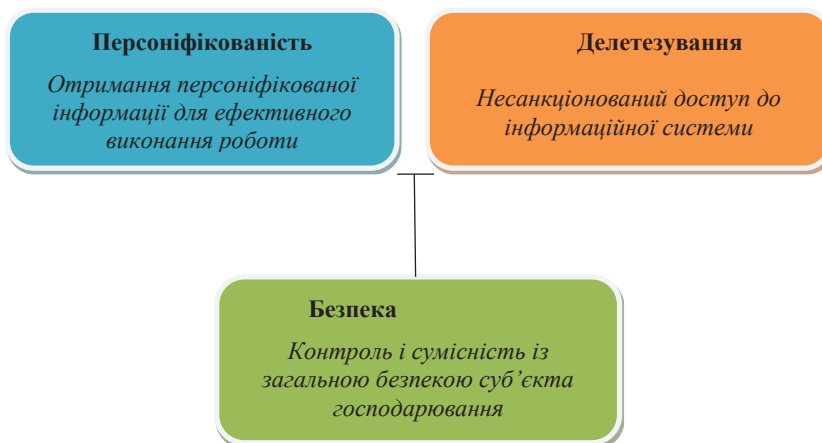 Персоніфікованість
Отримання персоніфікованої
інформації для ефективного
виконання роботи
Делетезування
Несанкціонований доступ до
інформаційної системи
Безпека
Контроль і сумісність із
загальною безпекою суб’єкта
господарювання